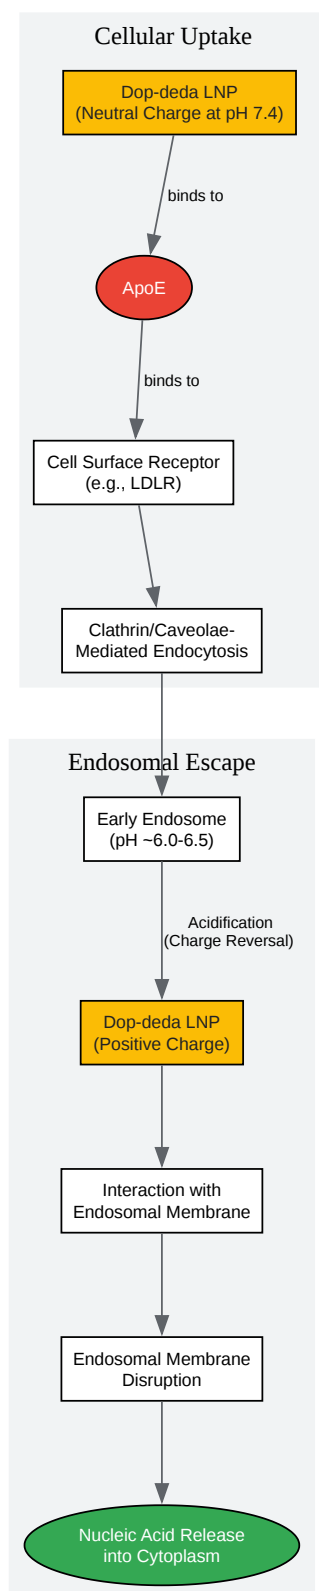 Cellular Uptake
Dop-deda LNP
(Neutral Charge at pH 7.4)
binds to
ApoE
binds to
Cell Surface Receptor
(e.g., LDLR)
Clathrin/Caveolae-
Mediated Endocytosis
Endosomal Escape
Early Endosome
(pH ~6.0-6.5)
Acidification
(Charge Reversal)
Dop-deda LNP
(Positive Charge)
Interaction with
Endosomal Membrane
Endosomal Membrane
Disruption
Nucleic Acid Release
into Cytoplasm